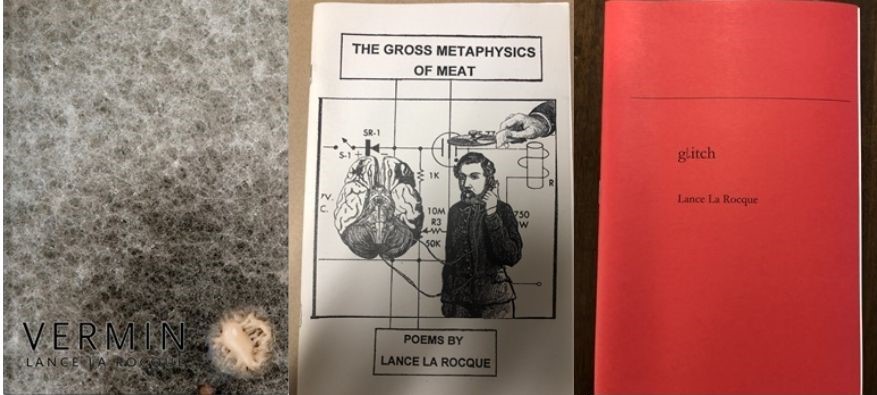 VERMIN
LANCE LA ROCQUE
THE GROSS METAPHYSICS
OF MEAT
SR-1
S-1
+
-
1K
C.
10M
R3
50K
750
W
R
POEMS BY
LANCE LA ROCQUE
glitch
Lance La Rocque